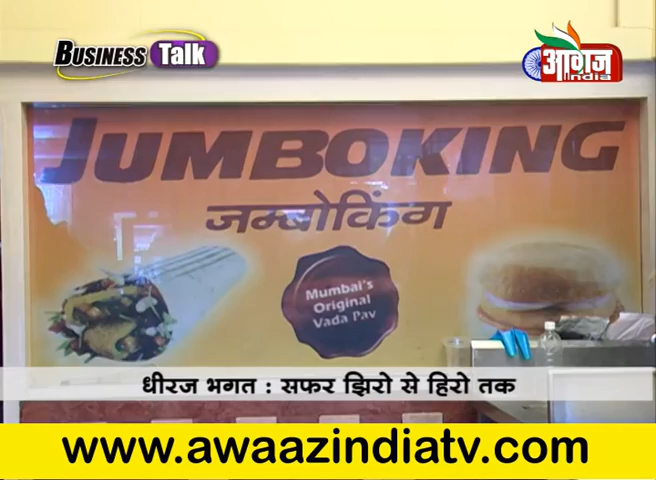 BUSINESS Talk
आवाज
India
JUMBOKING
जम्बोकिंग
Mumbai's
Original
Vada Pav
धीरज भगत : सफर झिरो से हिरो तक
www.awaazindiatv.com